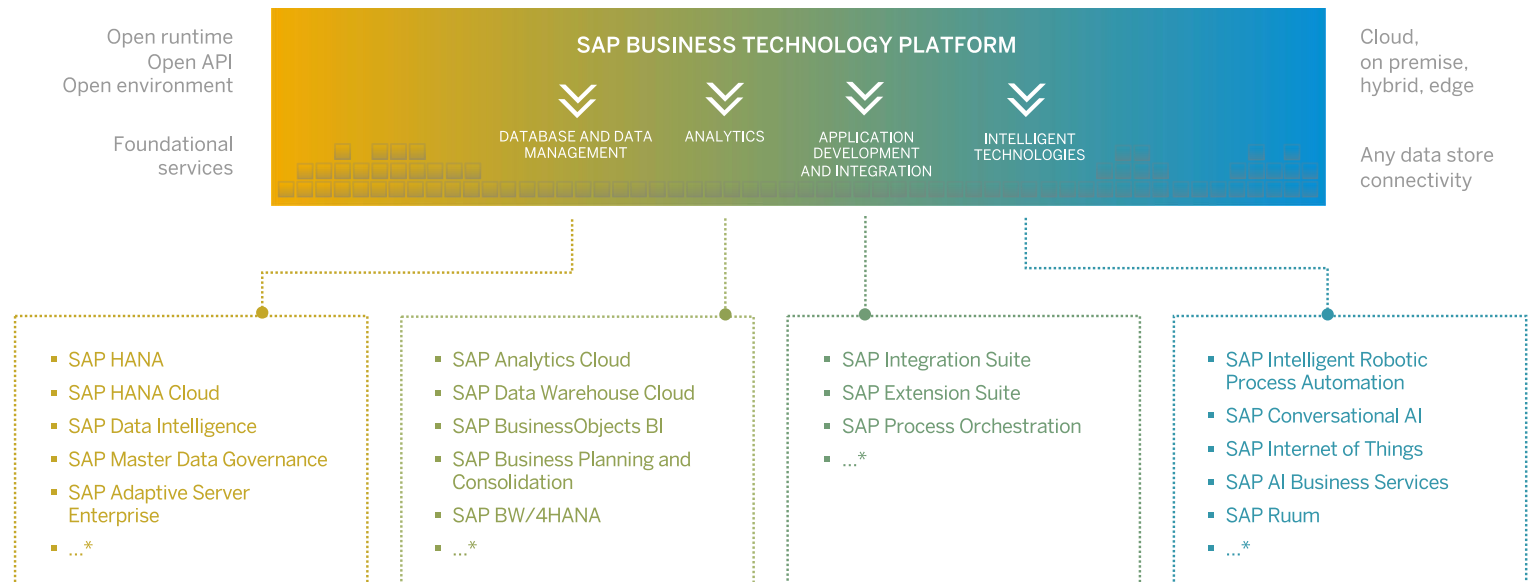 Open runtime
Open API
Open environment
Foundational
services
SAP BUSINESS TECHNOLOGY PLATFORM
DATABASE AND DATA
MANAGEMENT
ANALYTICS
APPLICATION
DEVELOPMENT
AND INTEGRATION
INTELLIGENT
TECHNOLOGIES
Cloud,
on premise,
hybrid, edge
Any data store
connectivity
▪ SAP HANA
▪ SAP HANA Cloud
▪ SAP Data Intelligence
▪ SAP Master Data Governance
▪ SAP Adaptive Server
Enterprise
▪ ...*
▪ SAP Analytics Cloud
▪ SAP Data Warehouse Cloud
▪ SAP BusinessObjects BI
▪ SAP Business Planning and
Consolidation
▪ SAP BW/4HANA
▪ ...*
▪ SAP Integration Suite
▪ SAP Extension Suite
▪ SAP Process Orchestration
▪ ...*
▪ SAP Intelligent Robotic
Process Automation
▪ SAP Conversational AI
▪ SAP Internet of Things
▪ SAP AI Business Services
▪ SAP Ruum
▪ ...*